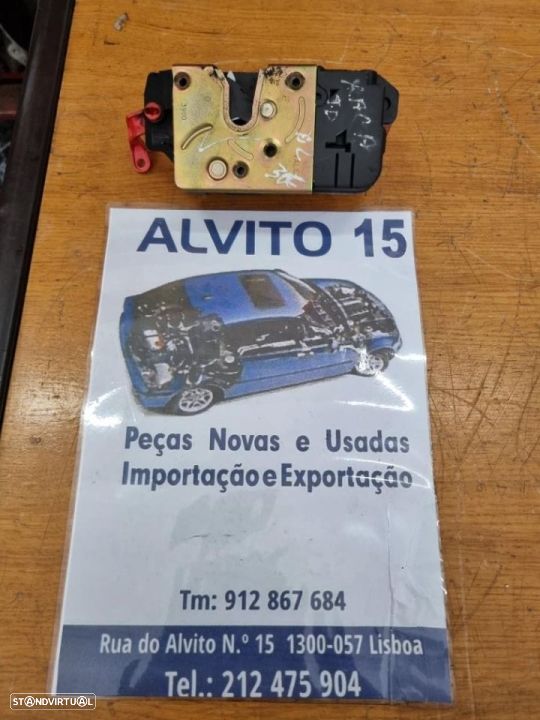 ALVITO 15
Peças Novas e Usadas
Importação e Exportação
Tm: 912 867 684
Rua do Alvito N.º 15 1300-057 Lisboa
Tel.: 212 475 904
STANDVIRTUAL